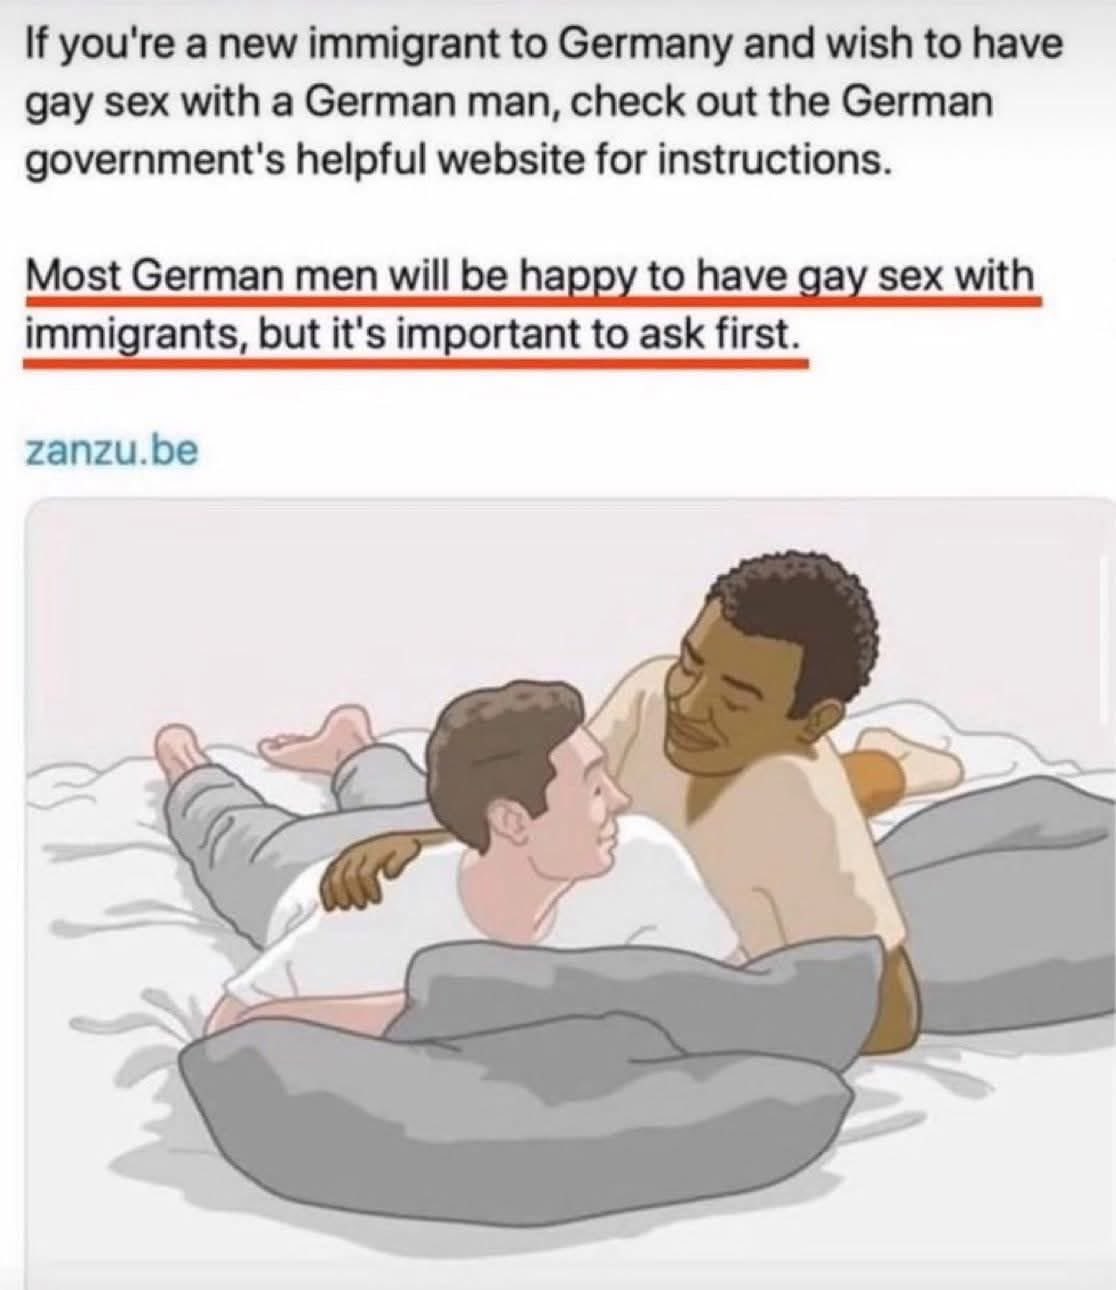 If you're a new immigrant to Germany and wish to have
gay sex with a German man, check out the German
government's helpful website for instructions.
Most German men will be happy to have gay sex with
immigrants, but it's important to ask first.
zanzu.be